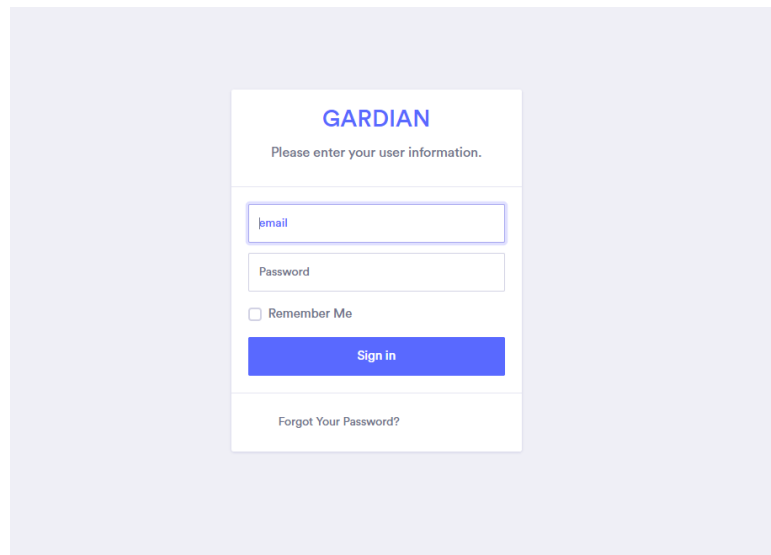 GARDIAN
Please enter your user information.
email
Password
Remember Me
Sign in
Forgot Your Password?